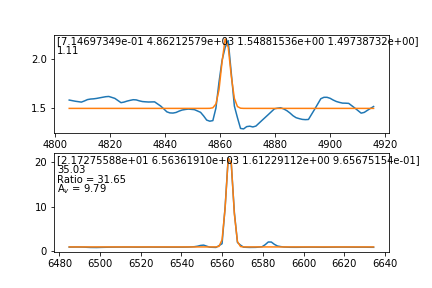 [7.14697349e-01 4.86212579e+03 1.54881536e+00 1.49738732e+00]
1.11
2.0
1.5
4800 4820 4840 4860 4880 4900 4920
[2.17275588e+01 6.56361910e+03 1.61229112e+00 9.65675154e-01]
35.03
Ratio = 31.65
Av = 9.79
20
10
0
6480 6500 6520 6540 6560 6580 6600 6620 6640